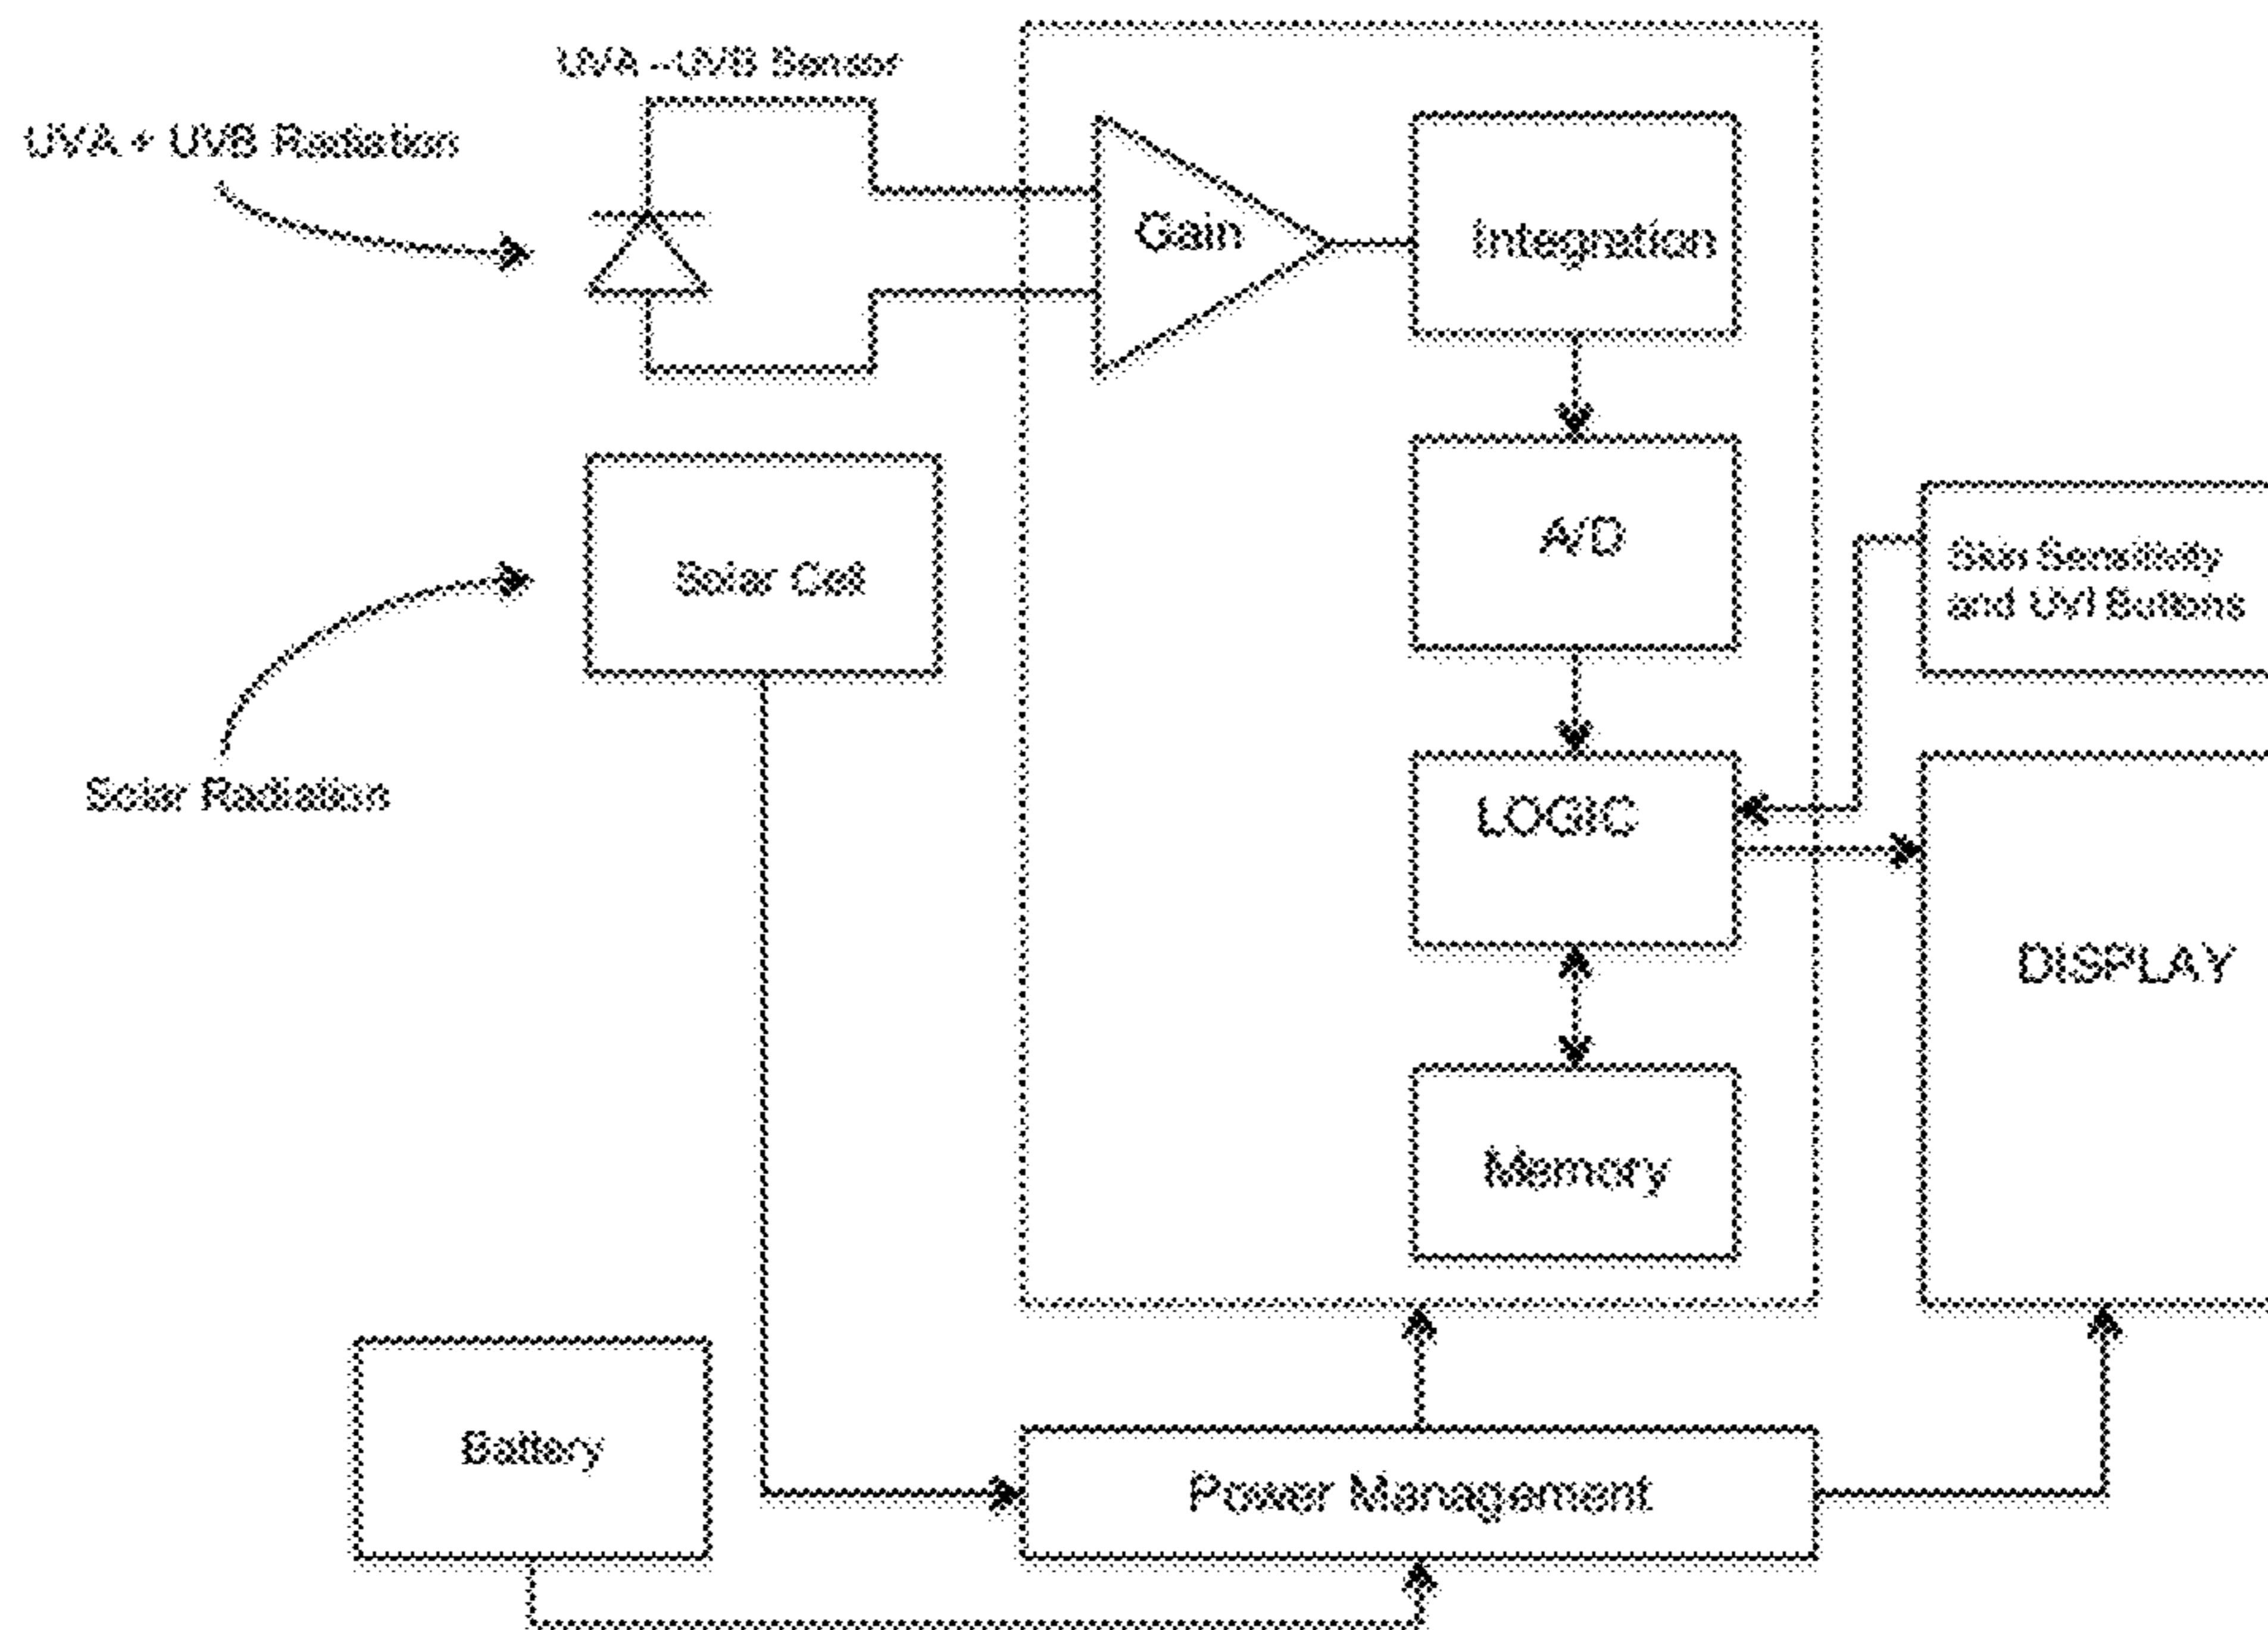 UVA -UVB Sensor
UVA + UVB Radiation
Gain
Integration
A/D
Skin Sensitivity
and UVI Buttons
Solar Cell
Solar Radiation
LOGIC
DISPLAY
Memory
Battery
Power Management